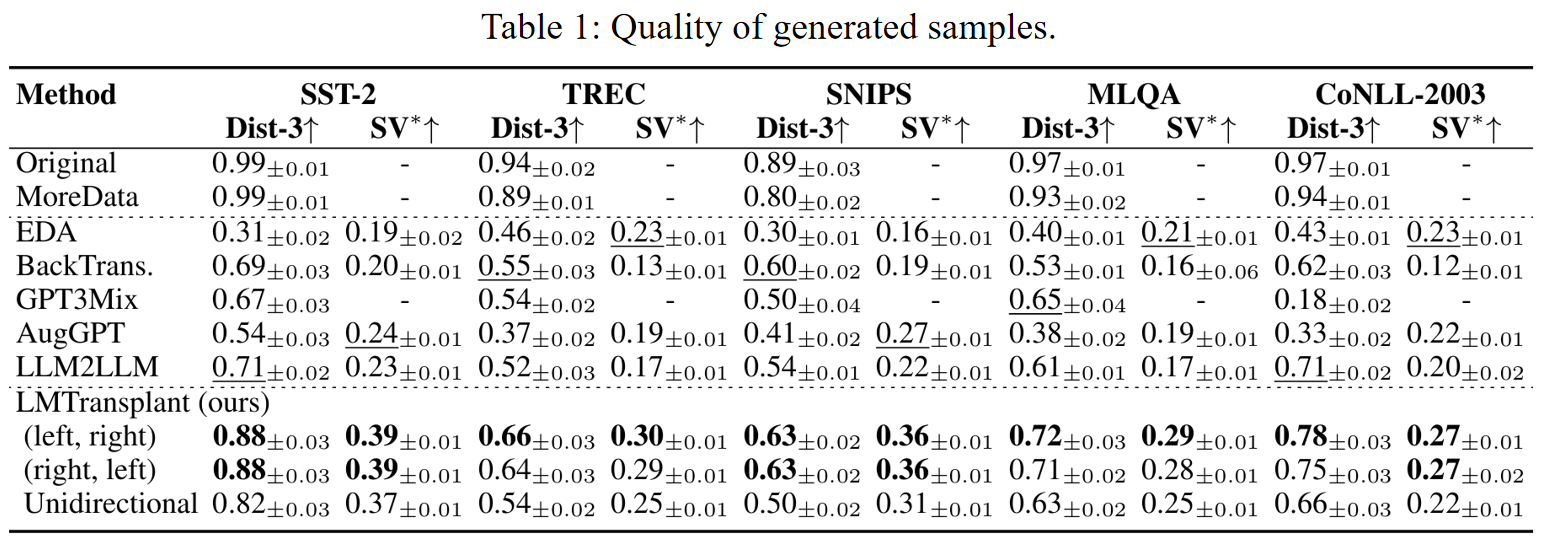 Table 1: Quality of generated samples.
Method SST-2 TREC SNIPS MLQA CoNLL-2003
Dist-3↑ SV*↑ Dist-3↑ SV*↑ Dist-3↑ SV*↑ Dist-3↑ SV*↑ Dist-3↑ SV*↑
Original 0.99±0.01 - 0.94±0.02 - 0.89±0.03 - 0.97±0.01 - 0.97±0.01 -
MoreData 0.99±0.01 - 0.89±0.01 - 0.80±0.02 - 0.93±0.02 - 0.94±0.01 -
EDA 0.31±0.02 0.19±0.02 0.46±0.02 0.23±0.01 0.30±0.01 0.16±0.01 0.40±0.01 0.21±0.01 0.43±0.01 0.23±0.01
BackTrans. 0.69±0.03 0.20±0.01 0.55±0.03 0.13±0.01 0.60±0.02 0.19±0.01 0.53±0.01 0.16±0.06 0.62±0.03 0.12±0.01
GPT3Mix 0.67±0.03 - 0.54±0.02 - 0.50±0.04 - 0.65±0.04 - 0.18±0.02 -
AugGPT 0.54±0.03 0.24±0.01 0.37±0.02 0.19±0.01 0.41±0.02 0.27±0.01 0.38±0.02 0.19±0.01 0.33±0.02 0.22±0.01
LLM2LLM 0.71±0.02 0.23±0.01 0.52±0.03 0.17±0.01 0.54±0.01 0.22±0.01 0.61±0.01 0.17±0.01 0.71±0.02 0.20±0.02
LMTransplant (ours)
(left, right) 0.88±0.03 0.39±0.01 0.66±0.03 0.30±0.01 0.63±0.02 0.36±0.01 0.72±0.03 0.29±0.01 0.78±0.03 0.27±0.01
(right, left) 0.88±0.03 0.39±0.01 0.64±0.03 0.29±0.01 0.63±0.02 0.36±0.01 0.71±0.02 0.28±0.01 0.75±0.03 0.27±0.02
Unidirectional 0.82±0.03 0.37±0.01 0.54±0.02 0.25±0.01 0.50±0.02 0.31±0.01 0.63±0.02 0.25±0.01 0.66±0.03 0.22±0.01